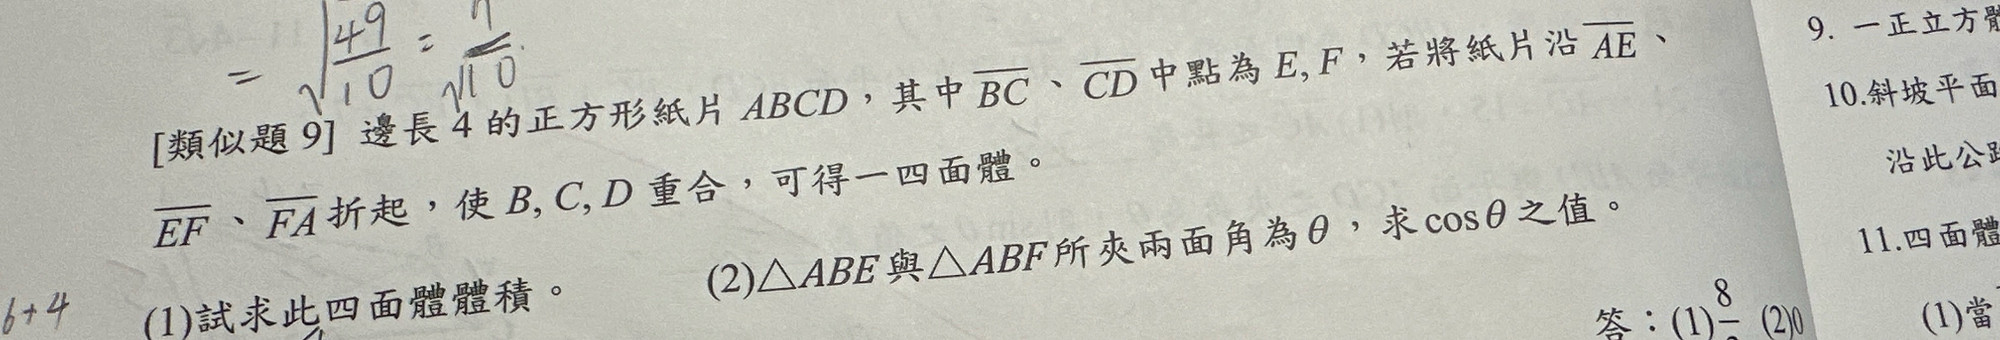 = √49/10 = 7/√10
[類似題 9] 邊長 4 的正方形紙片 ABCD，其中 BC、CD 中點為 E, F，若將紙片沿 AE、
EF、FA 折起，使 B, C, D 重合，可得一四面體。
(1)試求此四面體體積。 (2)△ABE 與△ABF 所夾兩面角為θ，求 cosθ 之值。
答：(1)8 (2)0
6+4
9. 一正立方體
10.斜坡平面
沿此公
11.四面體
(1)當